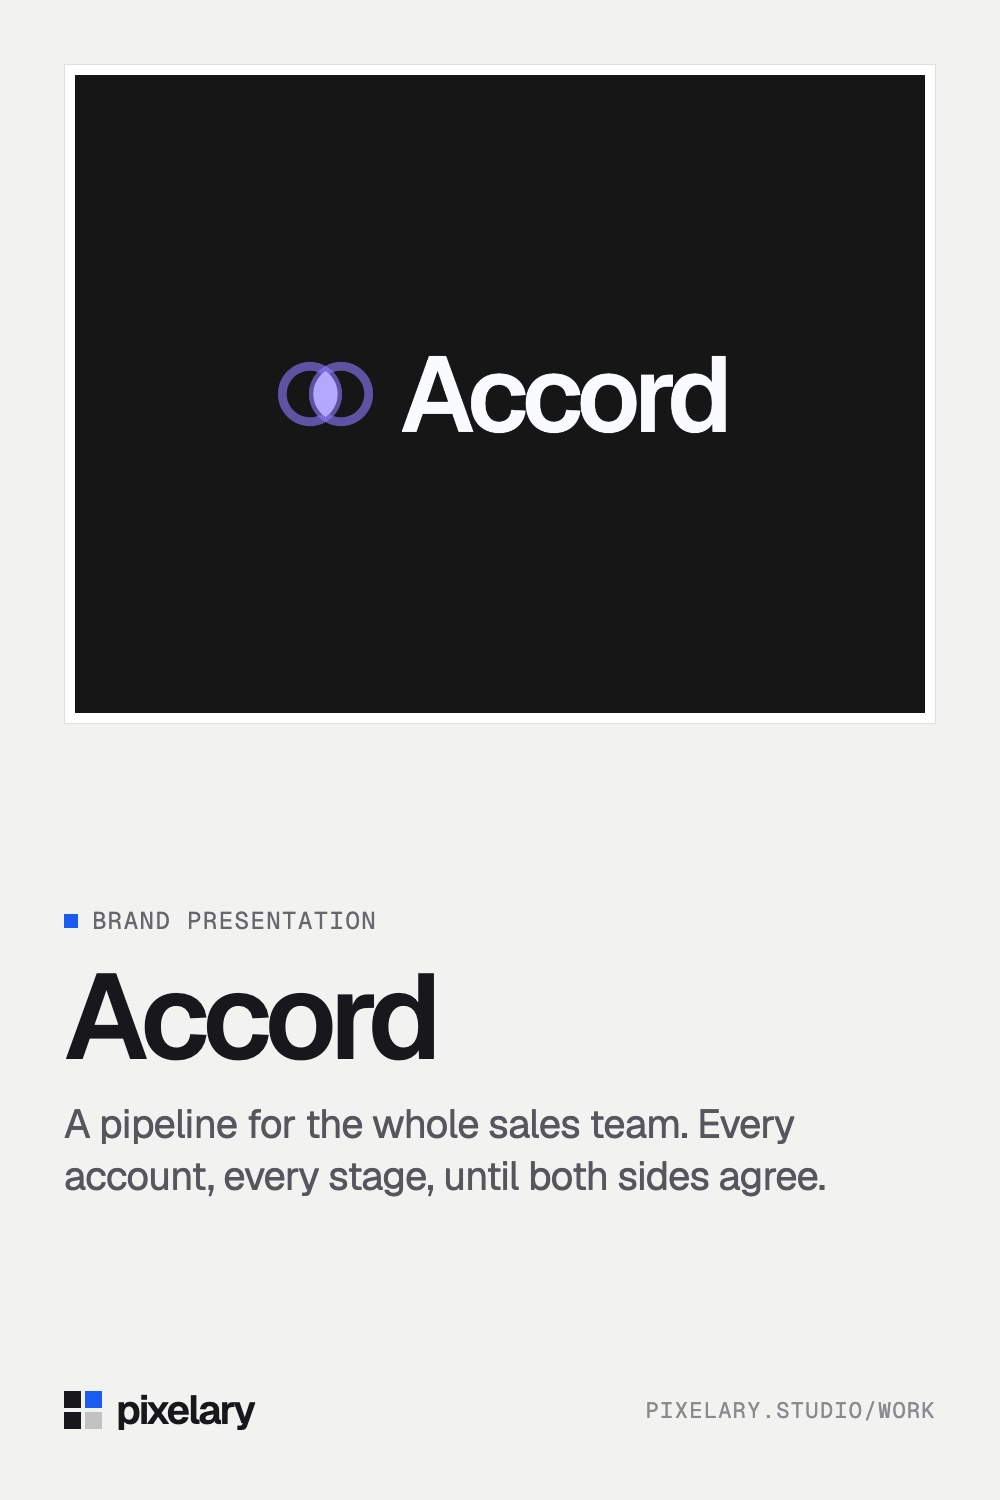 Accord
BRAND PRESENTATION
Accord
A pipeline for the whole sales team. Every
account, every stage, until both sides agree.
pixelary
PIXELARY.STUDIO/WORK